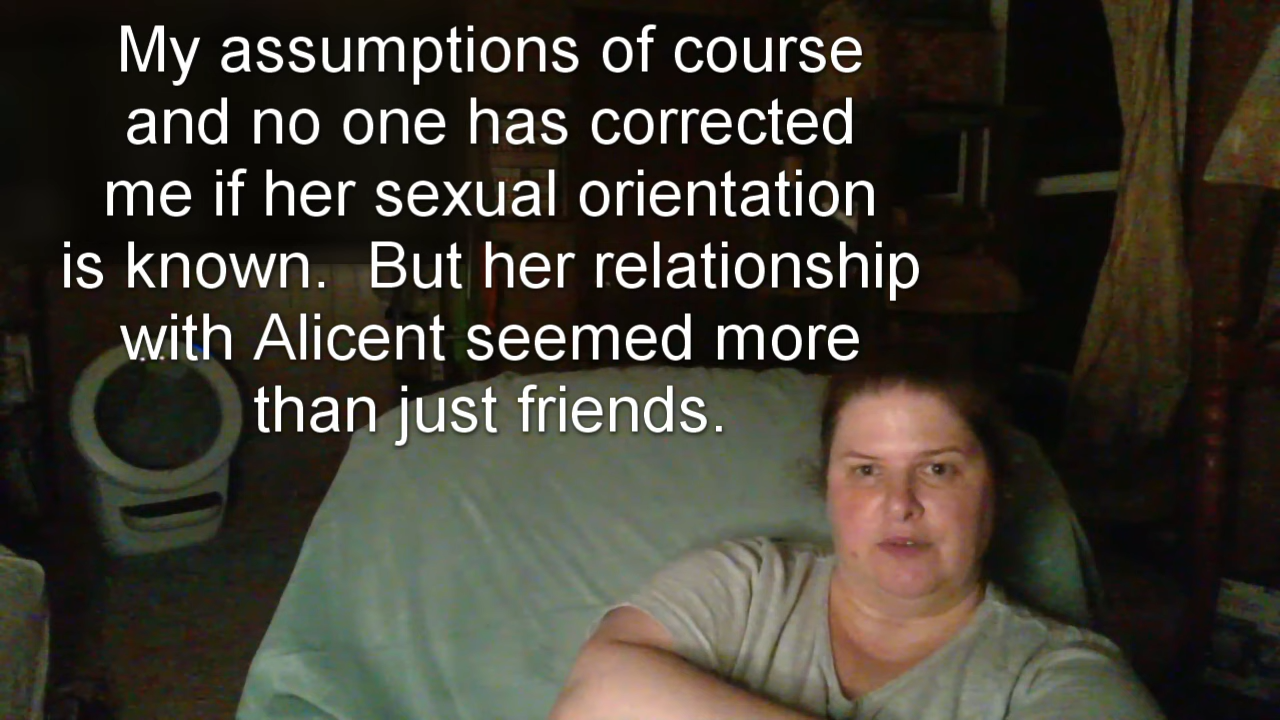 My assumptions of course
and no one has corrected
me if her sexual orientation
is known.  But her relationship
with Alicent seemed more
than just friends.